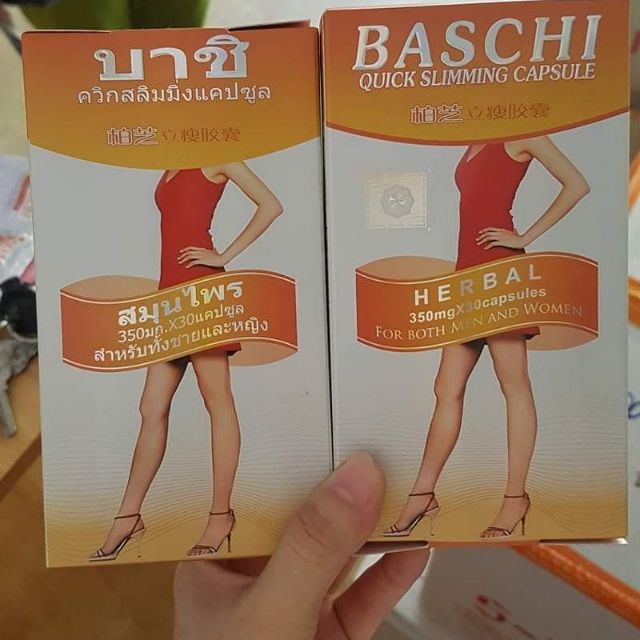 บาชิ
ควิกสลิมมิ่งแคปซูล
柏芝立瘦胶囊
สมุนไพร
350มก.X30แคปซูล
สำหรับทั้งชายและหญิง
BASCHI
QUICK SLIMMING CAPSULE
柏芝立瘦胶囊
HERBAL
350mgX30capsules
FOR BOTH MEN AND WOMEN